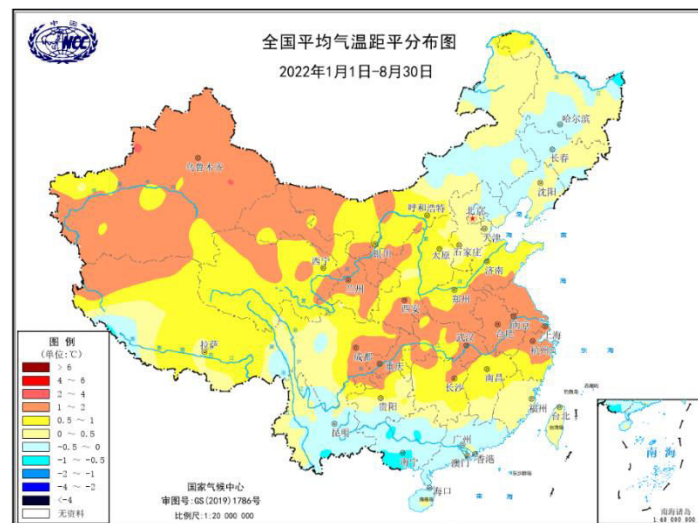 中国
NCC
全国平均气温距平分布图
2022年1月1日-8月30日
哈尔滨
乌鲁木齐
长春
沈阳
呼和浩特
北京
天津
银川
石家庄
太原
西宁
济南
兰州
郑州
西安
南京
合肥
上海
拉萨
成都
武汉
杭州
重庆
南昌
长沙
贵阳
福州
台北
昆明
广州
南宁
香港
澳门
海口
图 例
(单位:℃)
> 6
4 ~ 6
2 ~ 4
1 ~ 2
0.5 ~ 1
0 ~ 0.5
-0.5 ~ 0
-1 ~ -0.5
-2 ~ -1
-4 ~ -2
<-4
无资料
国家气候中心
审图号:GS(2019)1786号
比例尺:1:20 000 000
南 海
南海诸岛
1:40 000 000